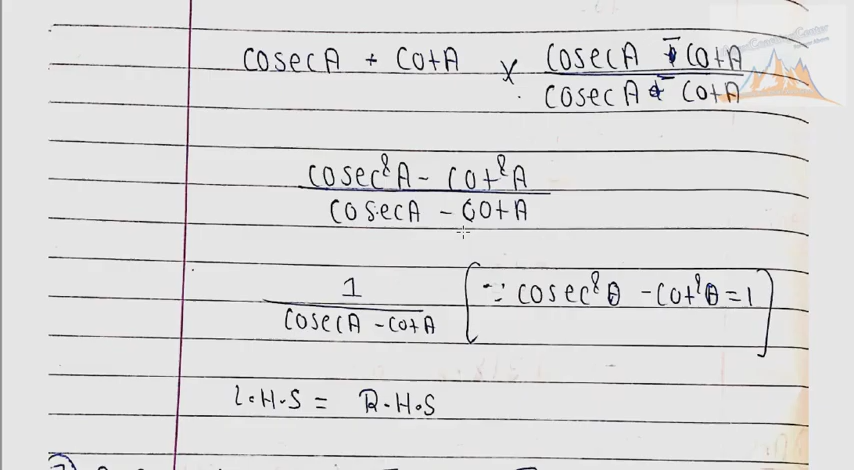 cosecA + cotA × cosecA - cotA
cosecA - cotA
cosec²A - cot²A
cosecA - cotA
1
cosecA - cotA
[∵ cosec²θ - cot²θ = 1]
L.H.S = R.H.S